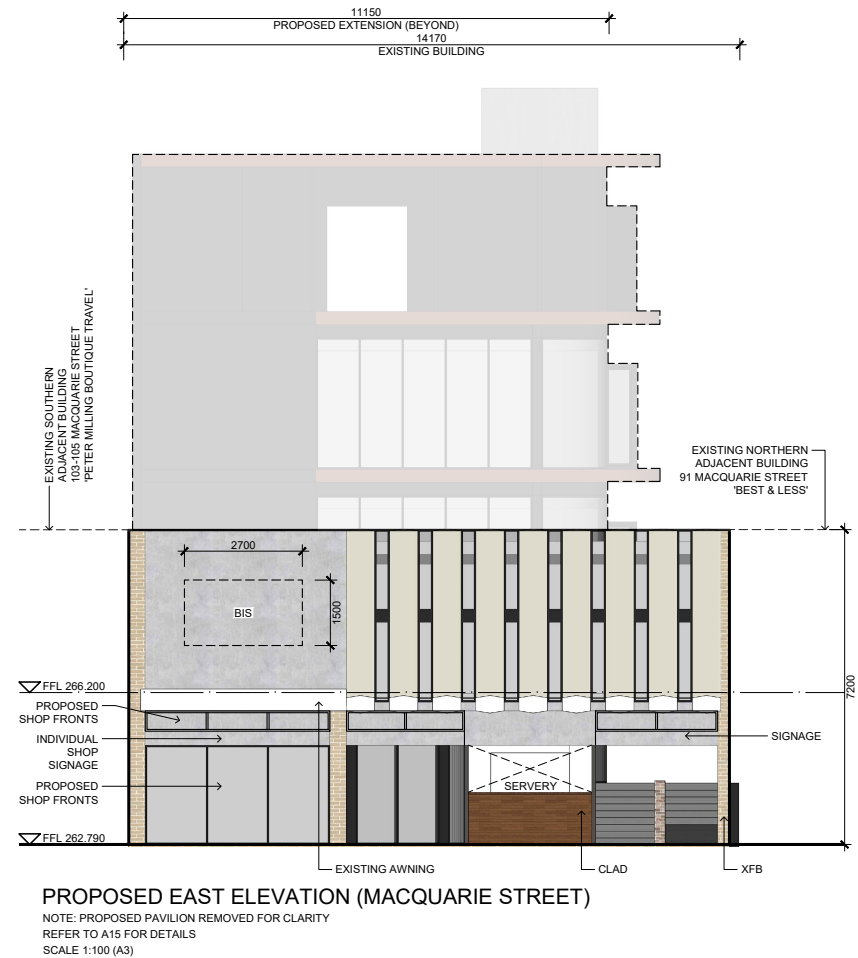 11150
PROPOSED EXTENSION (BEYOND)
14170
EXISTING BUILDING
EXISTING SOUTHERN
ADJACENT BUILDING
103-105 MACQUARIE STREET
'PETER MILLING BOUTIQUE TRAVEL'
EXISTING NORTHERN
ADJACENT BUILDING
91 MACQUARIE STREET
'BEST & LESS'
2700
BIS
1500
7200
FFL 266.200
PROPOSED
SHOP FRONTS
INDIVIDUAL
SHOP
SIGNAGE
PROPOSED
SHOP FRONTS
SIGNAGE
SERVERY
FFL 262.790
EXISTING AWNING
CLAD
XFB
PROPOSED EAST ELEVATION (MACQUARIE STREET)
NOTE: PROPOSED PAVILION REMOVED FOR CLARITY
REFER TO A15 FOR DETAILS
SCALE 1:100 (A3)